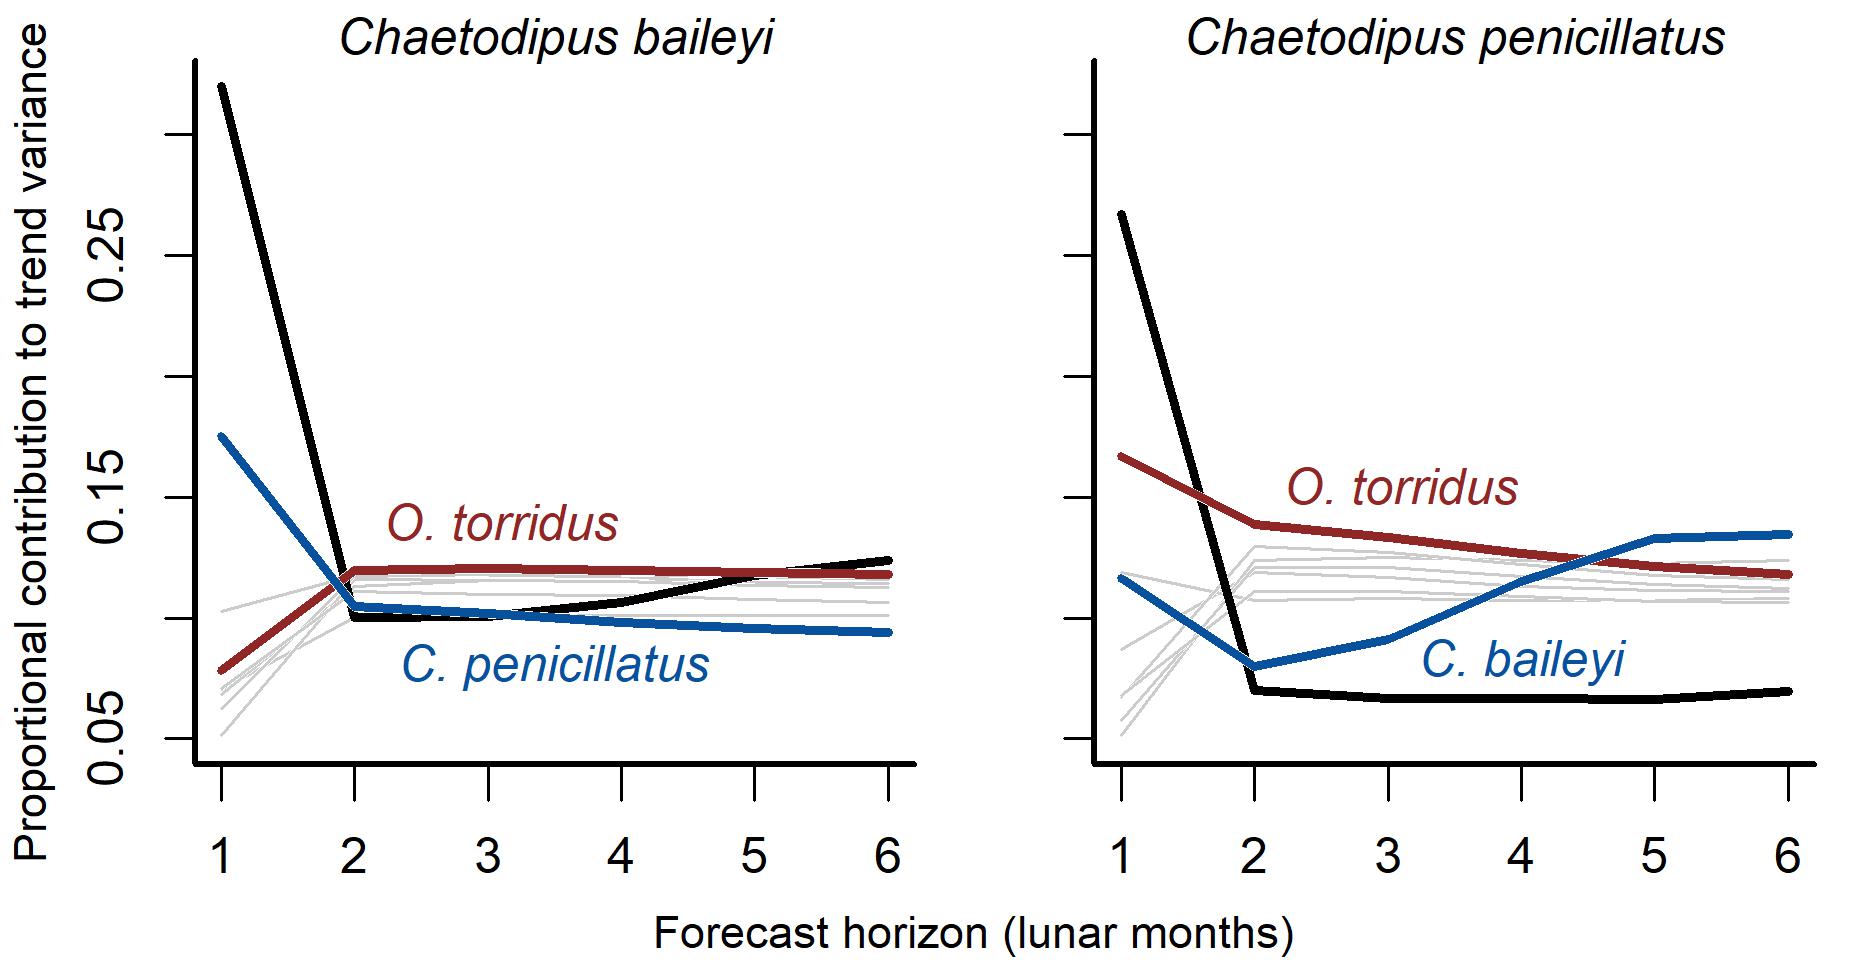 Chaetodipus baileyi
Chaetodipus penicillatus
Proportional contribution to trend variance
0.25
0.15
0.05
O. torridus
C. penicillatus
O. torridus
C. baileyi
1 2 3 4 5 6
1 2 3 4 5 6
Forecast horizon (lunar months)